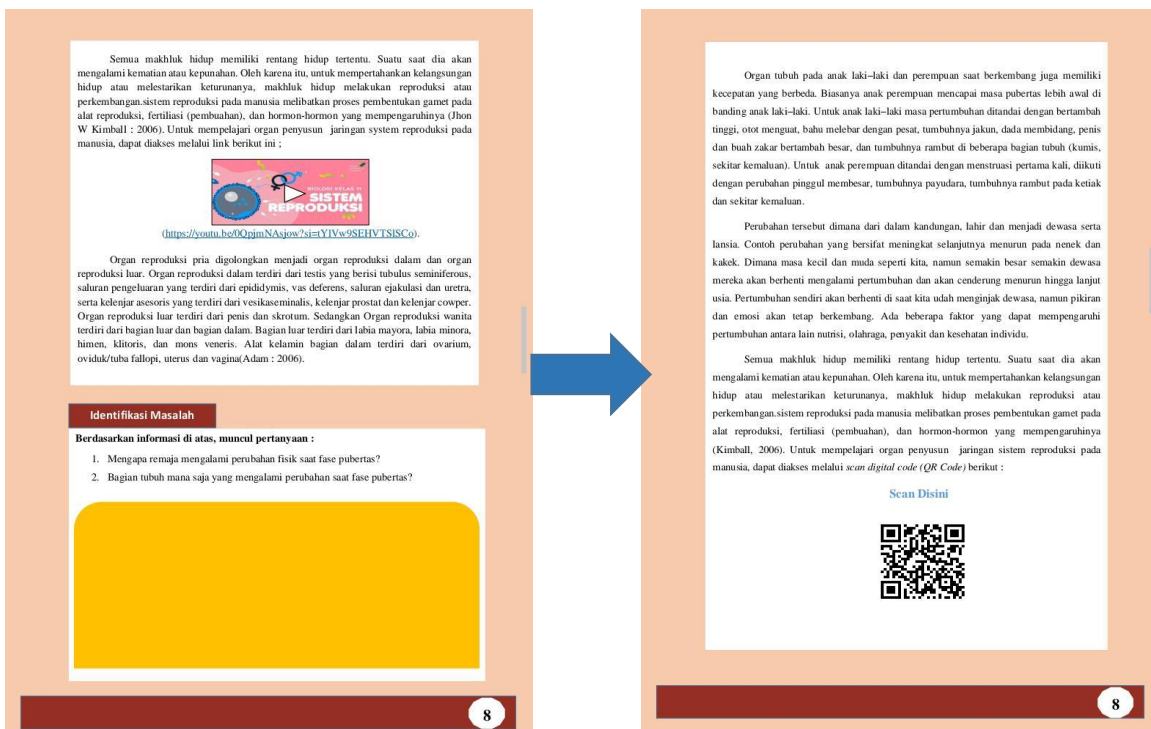 Semua makhluk hidup memiliki rentang hidup tertentu. Suatu saat dia akan
mengalami kematian atau kepunahan. Oleh karena itu, untuk mempertahankan kelangsungan
hidup atau melestarikan keturunanya, makhluk hidup melakukan reproduksi atau
perkembangan.sistem reproduksi pada manusia melibatkan proses pembentukan gamet pada
alat reproduksi, fertiliasi (pembuahan), dan hormon-hormon yang mempengaruhinya (Jhon
W Kimball : 2006). Untuk mempelajari organ penyusun jaringan system reproduksi pada
manusia, dapat diakses melalui link berikut ini ;
BIOLOGI KELAS 11
SISTEM
REPRODUKSI
(https://youtu.be/0QpjmNAsjow?si=tYIVw9SEHVTSlSCo).
Organ reproduksi pria digolongkan menjadi organ reproduksi dalam dan organ
reproduksi luar. Organ reproduksi dalam terdiri dari testis yang berisi tubulus seminiferous,
saluran pengeluaran yang terdiri dari epididymis, vas deferens, saluran ejakulasi dan uretra,
serta kelenjar asesoris yang terdiri dari vesikaseminalis, kelenjar prostat dan kelenjar cowper.
Organ reproduksi luar terdiri dari penis dan skrotum. Sedangkan Organ reproduksi wanita
terdiri dari bagian luar dan bagian dalam. Bagian luar terdiri dari labia mayora, labia minora,
himen, klitoris, dan mons veneris. Alat kelamin bagian dalam terdiri dari ovarium,
oviduk/tuba fallopi, uterus dan vagina(Adam : 2006).
Identifikasi Masalah
Berdasarkan informasi di atas, muncul pertanyaan :
1. Mengapa remaja mengalami perubahan fisik saat fase pubertas?
2. Bagian tubuh mana saja yang mengalami perubahan saat fase pubertas?
8
Organ tubuh pada anak laki–laki dan perempuan saat berkembang juga memiliki
kecepatan yang berbeda. Biasanya anak perempuan mencapai masa pubertas lebih awal di
banding anak laki–laki. Untuk anak laki–laki masa pertumbuhan ditandai dengan bertambah
tinggi, otot menguat, bahu melebar dengan pesat, tumbuhnya jakun, dada membidang, penis
dan buah zakar bertambah besar, dan tumbuhnya rambut di beberapa bagian tubuh (kumis,
sekitar kemaluan). Untuk anak perempuan ditandai dengan menstruasi pertama kali, diikuti
dengan perubahan pinggul membesar, tumbuhnya payudara, tumbuhnya rambut pada ketiak
dan sekitar kemaluan.
Perubahan tersebut dimana dari dalam kandungan, lahir dan menjadi dewasa serta
lansia. Contoh perubahan yang bersifat meningkat selanjutnya menurun pada nenek dan
kakek. Dimana masa kecil dan muda seperti kita, namun semakin besar semakin dewasa
mereka akan berhenti mengalami pertumbuhan dan akan cenderung menurun hingga lanjut
usia. Pertumbuhan sendiri akan berhenti di saat kita udah menginjak dewasa, namun pikiran
dan emosi akan tetap berkembang. Ada beberapa faktor yang dapat mempengaruhi
pertumbuhan antara lain nutrisi, olahraga, penyakit dan kesehatan individu.
Semua makhluk hidup memiliki rentang hidup tertentu. Suatu saat dia akan
mengalami kematian atau kepunahan. Oleh karena itu, untuk mempertahankan kelangsungan
hidup atau melestarikan keturunanya, makhluk hidup melakukan reproduksi atau
perkembangan.sistem reproduksi pada manusia melibatkan proses pembentukan gamet pada
alat reproduksi, fertiliasi (pembuahan), dan hormon-hormon yang mempengaruhinya
(Kimball, 2006). Untuk mempelajari organ penyusun jaringan sistem reproduksi pada
manusia, dapat diakses melalui scan digital code (QR Code) berikut :
Scan Disini
8